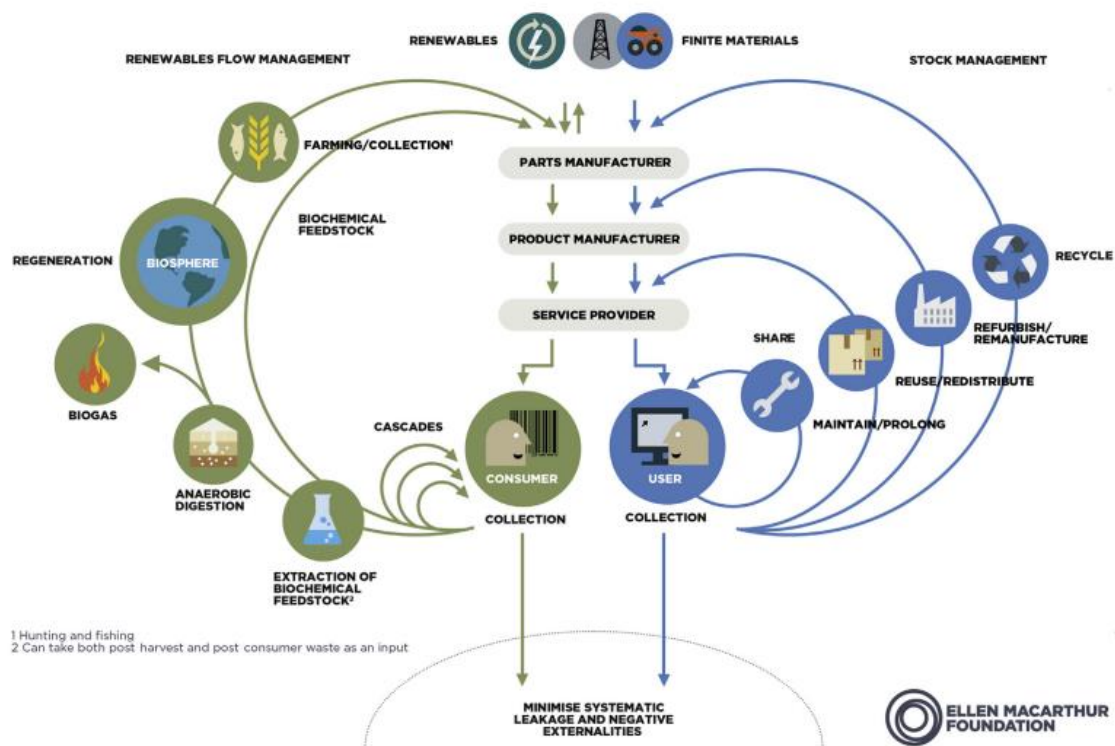 RENEWABLES
FINITE MATERIALS
RENEWABLES FLOW MANAGEMENT
STOCK MANAGEMENT
FARMING/COLLECTION¹
PARTS MANUFACTURER
BIOCHEMICAL
FEEDSTOCK
PRODUCT MANUFACTURER
REGENERATION
BIOSPHERE
RECYCLE
SERVICE PROVIDER
SHARE
REFURBISH/
REMANUFACTURE
REUSE/REDISTRIBUTE
BIOGAS
CASCADES
MAINTAIN/PROLONG
CONSUMER
USER
ANAEROBIC
DIGESTION
COLLECTION
COLLECTION
EXTRACTION OF
BIOCHEMICAL
FEEDSTOCK²
1 Hunting and fishing
2 Can take both post harvest and post consumer waste as an input
MINIMISE SYSTEMATIC
LEAKAGE AND NEGATIVE
EXTERNALITIES
ELLEN MACARTHUR
FOUNDATION